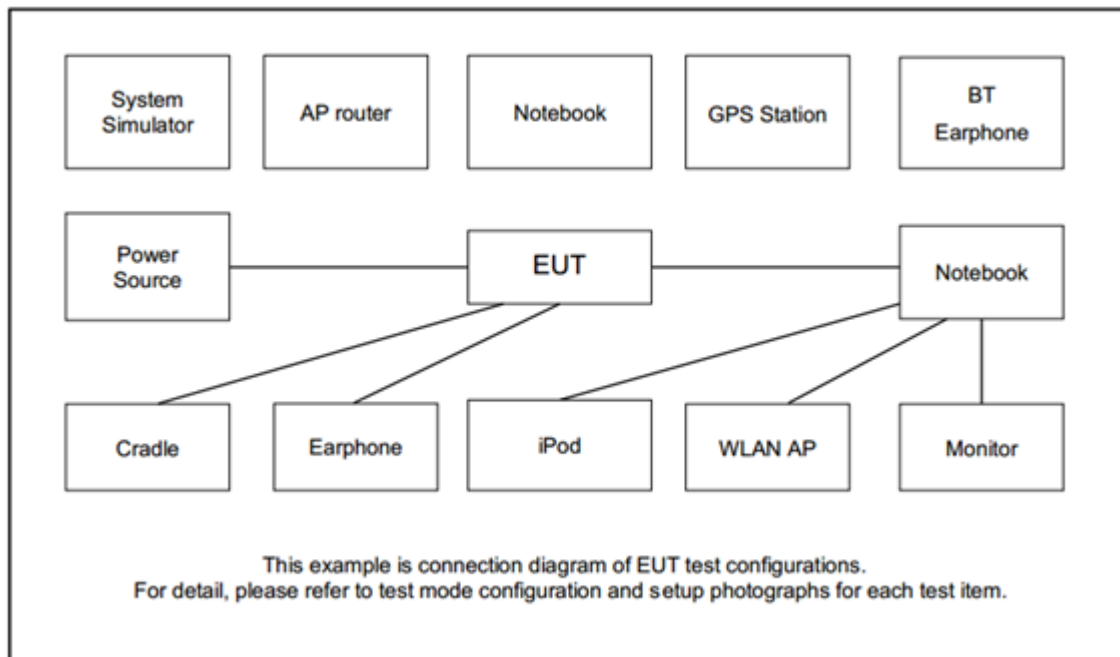 System
Simulator
AP router
Notebook
GPS Station
BT
Earphone
Power
Source
EUT
Notebook
Cradle
Earphone
iPod
WLAN AP
Monitor
This example is connection diagram of EUT test configurations.
For detail, please refer to test mode configuration and setup photographs for each test item.